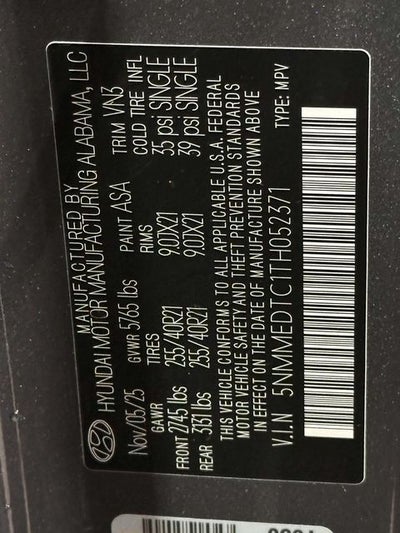 MANUFACTURED BY
HYUNDAI MOTOR MANUFACTURING ALABAMA, LLC
Nov/05/25 GVWR 5765 lbs PAINT ASA TRIM VN3
GAWR TIRES RIMS COLD TIRE INFL
FRONT 2745 lbs 255/40R21 9.0JX21 35 psi SINGLE
REAR 3131 lbs 255/40R21 9.0JX21 39 psi SINGLE
THIS VEHICLE CONFORMS TO ALL APPLICABLE U.S.A. FEDERAL
MOTOR VEHICLE SAFETY AND THEFT PREVENTION STANDARDS
IN EFFECT ON THE DATE OF MANUFACTURE SHOWN ABOVE
V.I.N 5NMMEDTC1TH052371 TYPE : MPV